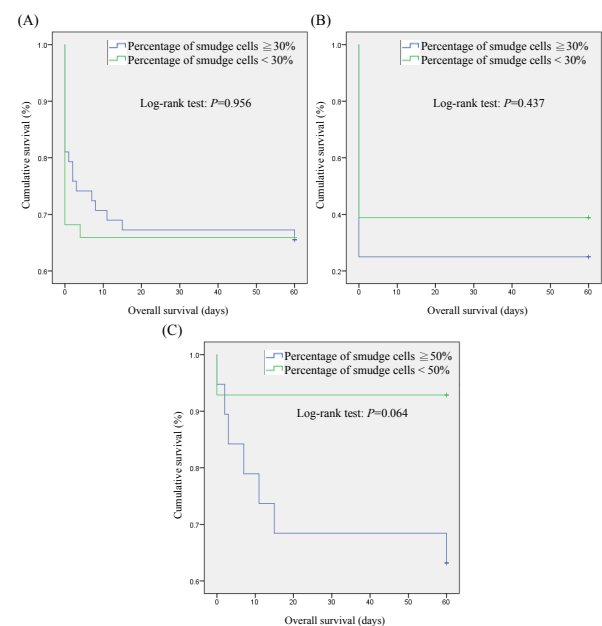 (A)
Percentage of smudge cells ≧30%
Percentage of smudge cells < 30%
Log-rank test: P=0.956
Cumulative survival (%)
1.0
0.9
0.8
0.7
0.6
0 10 20 30 40 50 60
Overall survival (days)
(B)
Percentage of smudge cells ≧30%
Percentage of smudge cells < 30%
Log-rank test: P=0.437
Cumulative survival (%)
1.0
0.8
0.6
0.4
0.2
0 10 20 30 40 50 60
Overall survival (days)
(C)
Percentage of smudge cells ≧50%
Percentage of smudge cells < 50%
Log-rank test: P=0.064
Cumulative survival (%)
1.0
0.9
0.8
0.7
0.6
0 10 20 30 40 50 60
Overall survival (days)